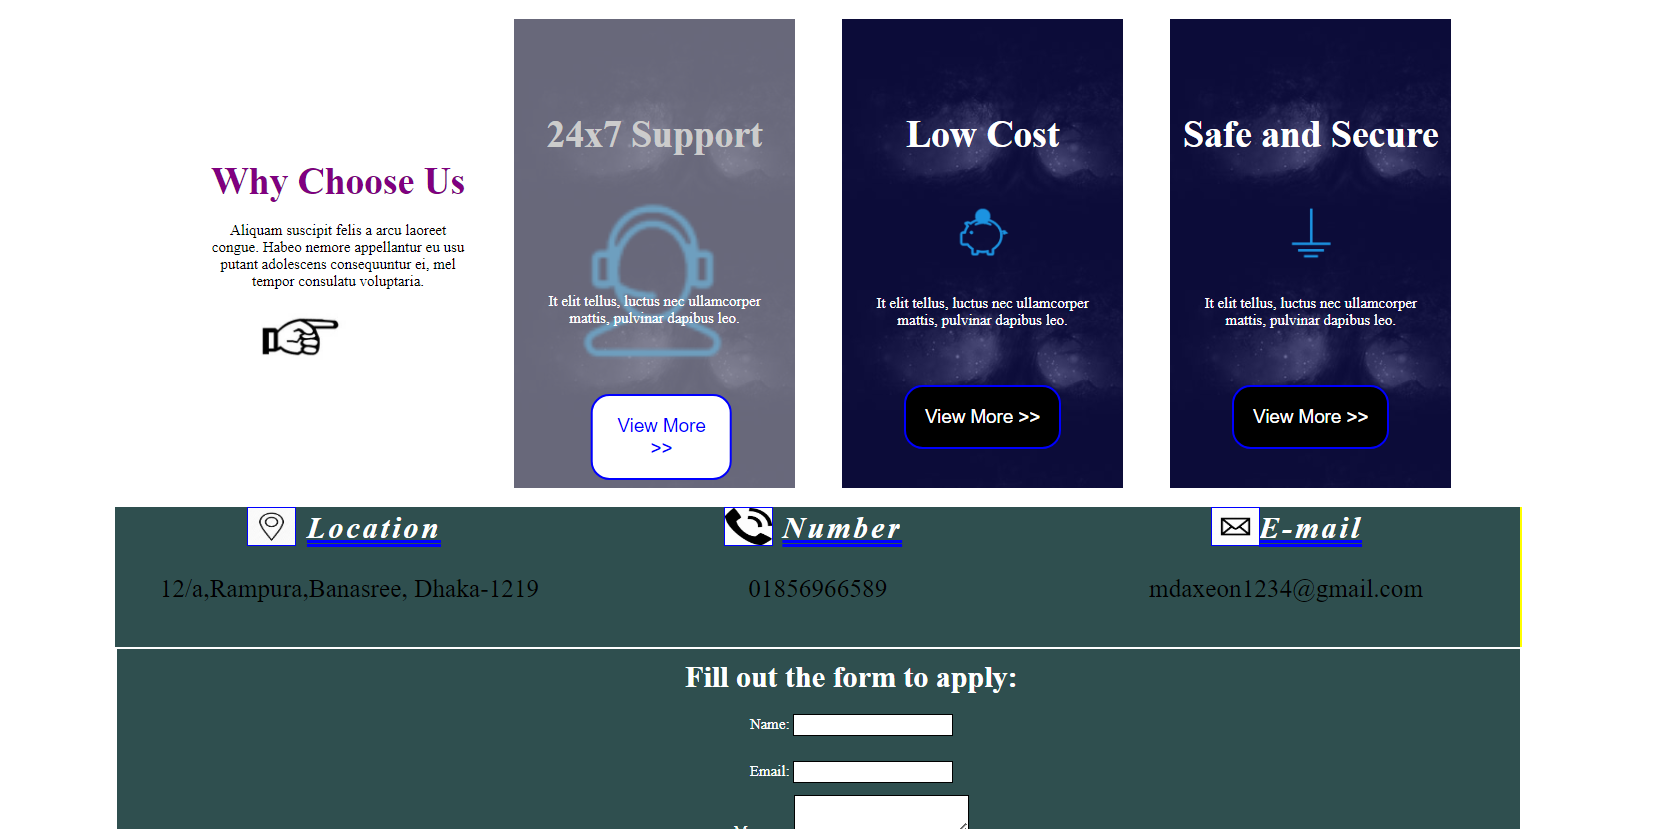 Why Choose Us
Aliquam suscipit felis a arcu laoreet
congue. Habeo nemore appellantur eu usu
putant adolescens consequuntur ei, mel
tempor consulatu voluptaria.
24x7 Support
It elit tellus, luctus nec ullamcorper
mattis, pulvinar dapibus leo.
View More
>>
Low Cost
It elit tellus, luctus nec ullamcorper
mattis, pulvinar dapibus leo.
View More >>
Safe and Secure
It elit tellus, luctus nec ullamcorper
mattis, pulvinar dapibus leo.
View More >>
Location
12/a,Rampura,Banasree, Dhaka-1219
Number
01856966589
E-mail
mdaxeon1234@gmail.com
Fill out the form to apply:
Name:
Email: